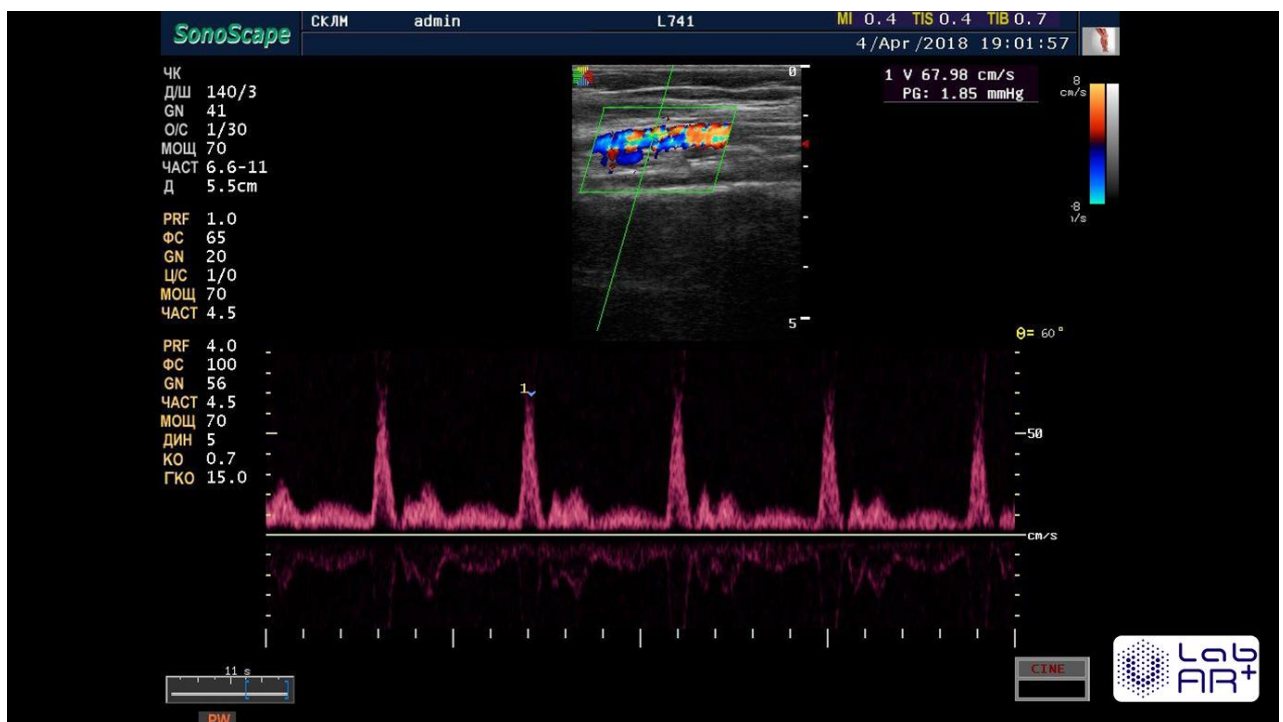 SonoScape
СКЛМ admin L741 MI 0.4 TIS 0.4 TIB 0.7
4/Apr/2018 19:01:57
ЧК
Д/Ш 140/3
GN 41
О/С 1/30
МОЩ 70
ЧАСТ 6.6-11
Д 5.5cm
PRF 1.0
ФС 65
GN 20
Ц/С 1/0
МОЩ 70
ЧАСТ 4.5
PRF 4.0
ФС 100
GN 56
ЧАСТ 4.5
МОЩ 70
ДИН 5
КО 0.7
ГКО 15.0
0
5
1 V 67.98 cm/s
PG: 1.85 mmHg
8
cm/s
-8
θ= 60°
1
50
cm/s
11 s
PW
CINE
Lab
AR+